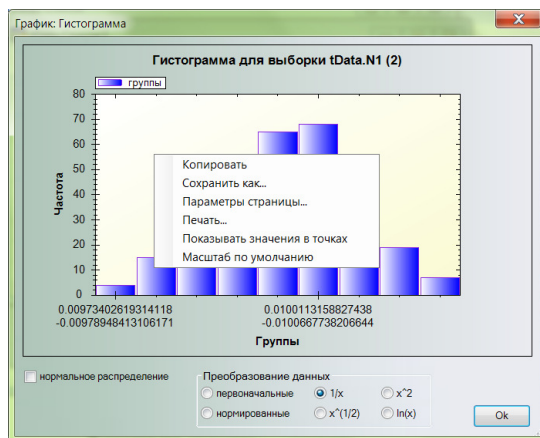 График: Гистограмма
Гистограмма для выборки tData.N1 (2)
группы
80
70
60
50
40
30
20
10
0
Частота
Копировать
Сохранить как...
Параметры страницы...
Печать...
Показывать значения в точках
Масштаб по умолчанию
0.00973402619314118
-0.00978948413106171
0.0100113158827438
-0.0100667738206644
Группы
нормальное распределение
Преобразование данных
первоначальные
1/x
x^2
нормированные
x^(1/2)
ln(x)
Ok